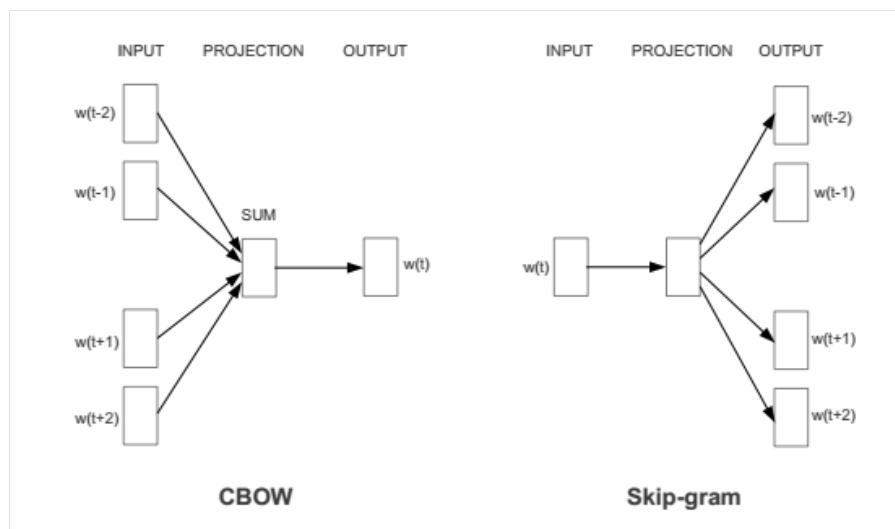 INPUT PROJECTION OUTPUT
w(t-2)
w(t-1)
SUM
w(t)
w(t+1)
w(t+2)
CBOW
INPUT PROJECTION OUTPUT
w(t-2)
w(t-1)
w(t)
w(t+1)
w(t+2)
Skip-gram